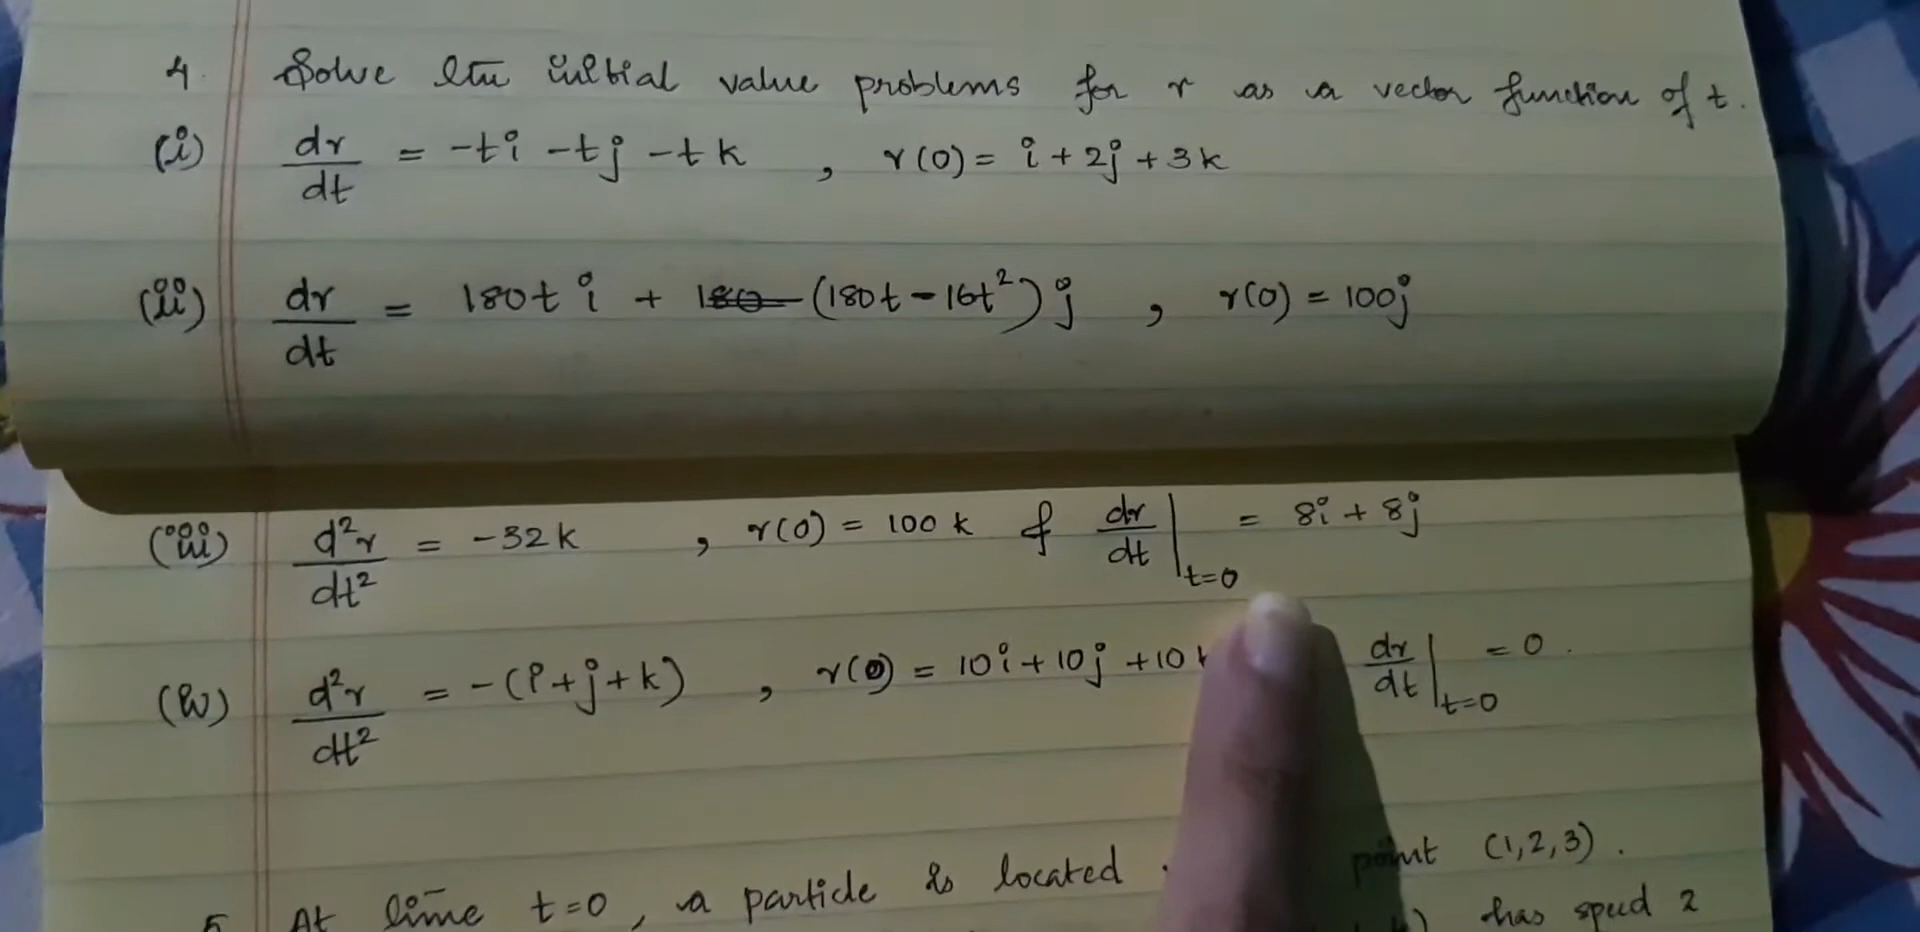 4. Solve the initial value problems for r as a vector function of t.
(i) dr/dt = -ti - tj - tk , r(0) = i + 2j + 3k
(ii) dr/dt = 180t i + 180 (180t - 16t²) j , r(0) = 100j
(iii) d²r/dt² = -32k , r(0) = 100k & dr/dt |t=0 = 8i + 8j
(iv) d²r/dt² = -(i+j+k) , r(0) = 10i + 10j + 10 dr/dt |t=0 = 0.
5 At time t=0, a particle is located point (1,2,3).
has speed 2